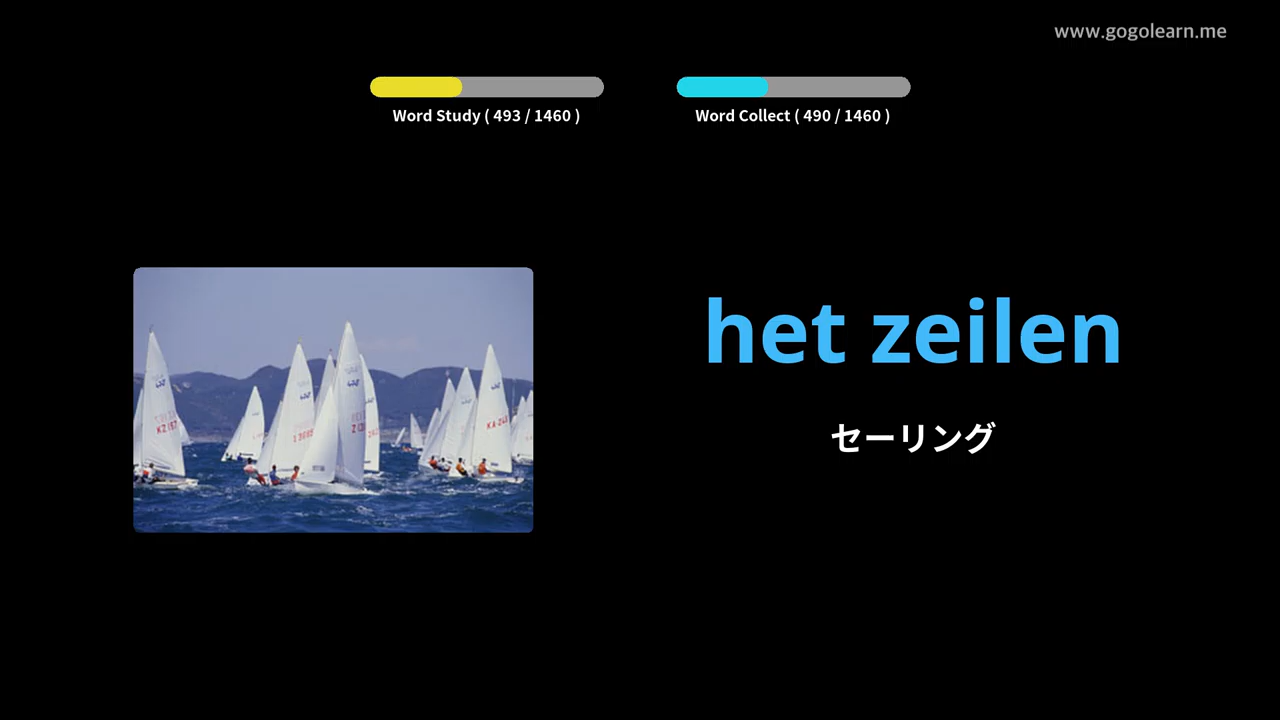 www.gogolearn.me
Word Study ( 493 / 1460 )
Word Collect ( 490 / 1460 )
het zeilen
セーリング